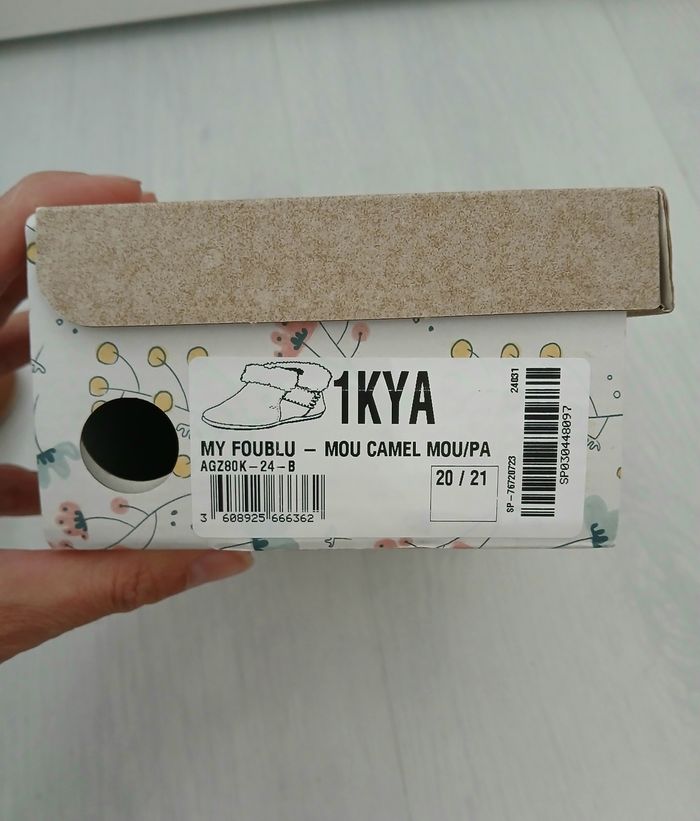 1KYA
MY FOUBLU – MOU CAMEL MOU/PA
AGZ80K-24-B
20 / 21
3 608925 666362
SP-76720723
24031
SP030448097